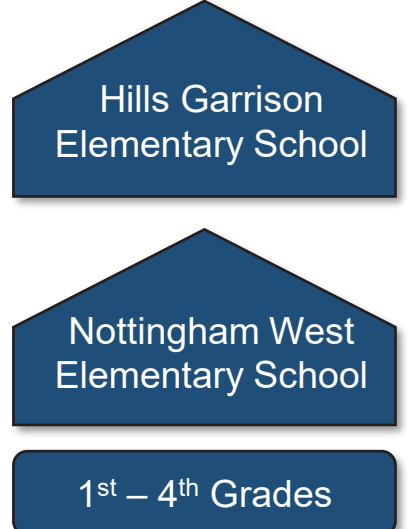 Hills Garrison
Elementary School
Nottingham West
Elementary School
1st – 4th Grades